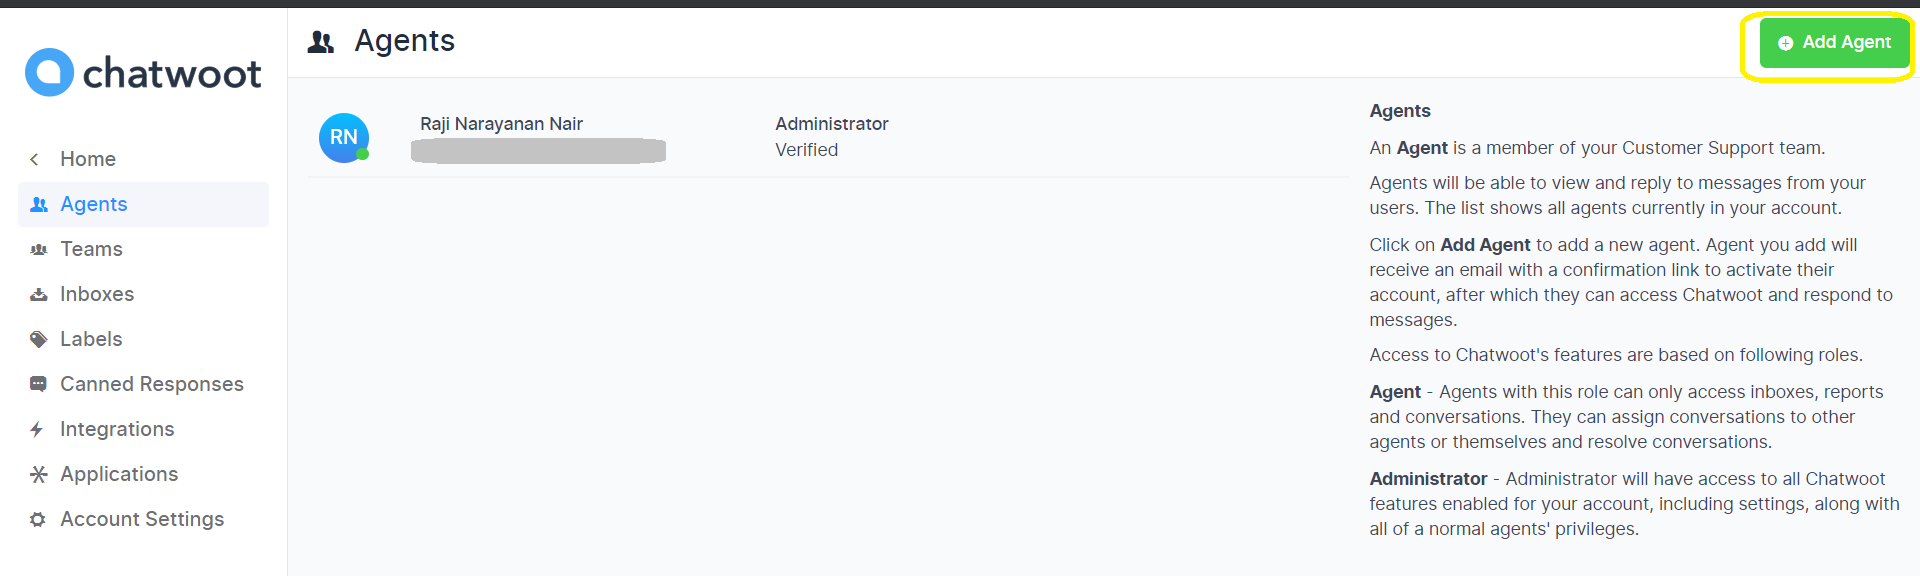 chatwoot
Home
Agents
Teams
Inboxes
Labels
Canned Responses
Integrations
Applications
Account Settings
Agents
Add Agent
RN
Raji Narayanan Nair
Administrator
Verified
Agents
An Agent is a member of your Customer Support team.
Agents will be able to view and reply to messages from your
users. The list shows all agents currently in your account.
Click on Add Agent to add a new agent. Agent you add will
receive an email with a confirmation link to activate their
account, after which they can access Chatwoot and respond to
messages.
Access to Chatwoot's features are based on following roles.
Agent - Agents with this role can only access inboxes, reports
and conversations. They can assign conversations to other
agents or themselves and resolve conversations.
Administrator - Administrator will have access to all Chatwoot
features enabled for your account, including settings, along with
all of a normal agents' privileges.